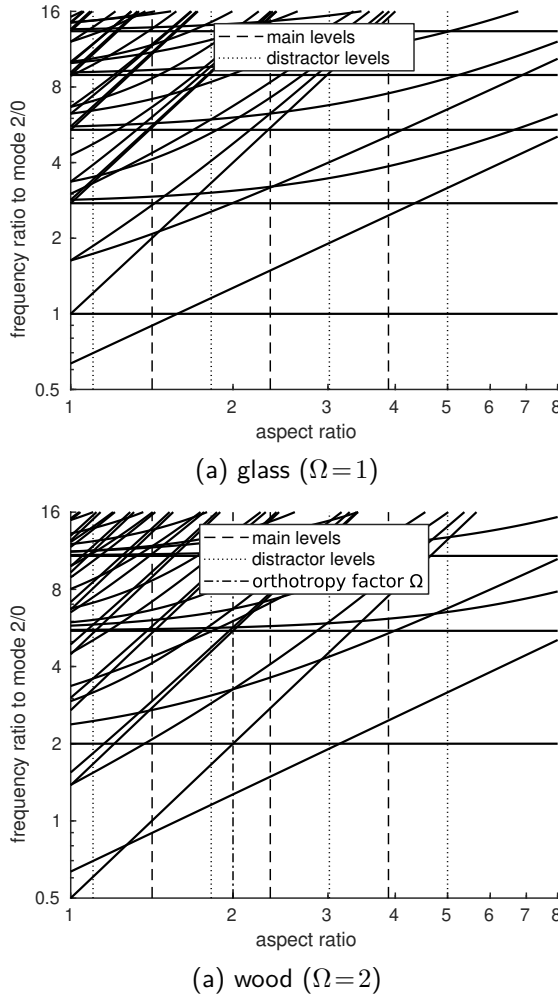 16
8
4
2
1
0.5
frequency ratio to mode 2/0
main levels
distractor levels
1
2
3
4
5
6
7
8
aspect ratio
(a) glass (Ω=1)
16
8
4
2
1
0.5
frequency ratio to mode 2/0
main levels
distractor levels
orthotropy factor Ω
1
2
3
4
5
6
7
8
aspect ratio
(a) wood (Ω=2)